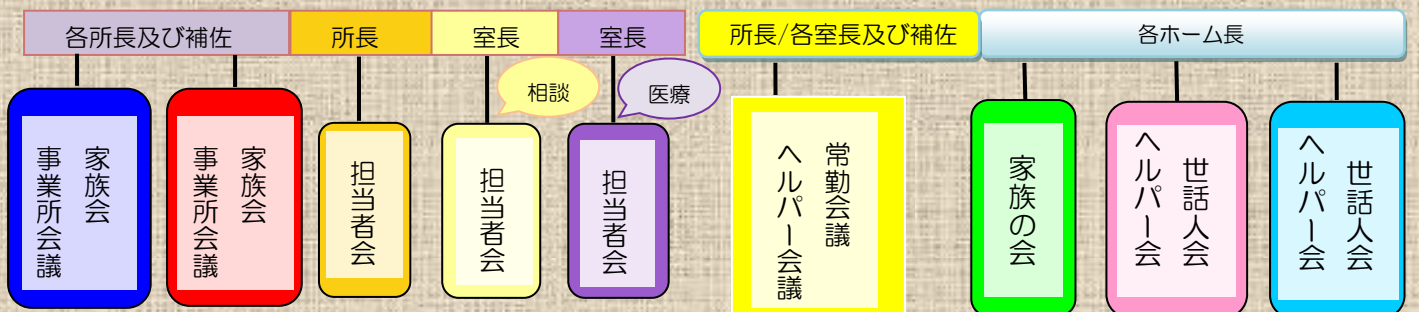 各所長及び補佐
所長
室長
室長
所長/各室長及び補佐
各ホーム長
相談
医療
家族会
事業所会議
家族会
事業所会議
担当者会
担当者会
担当者会
常勤会議
ヘルパー会議
家族の会
世話人会
ヘルパー会
世話人会
ヘルパー会